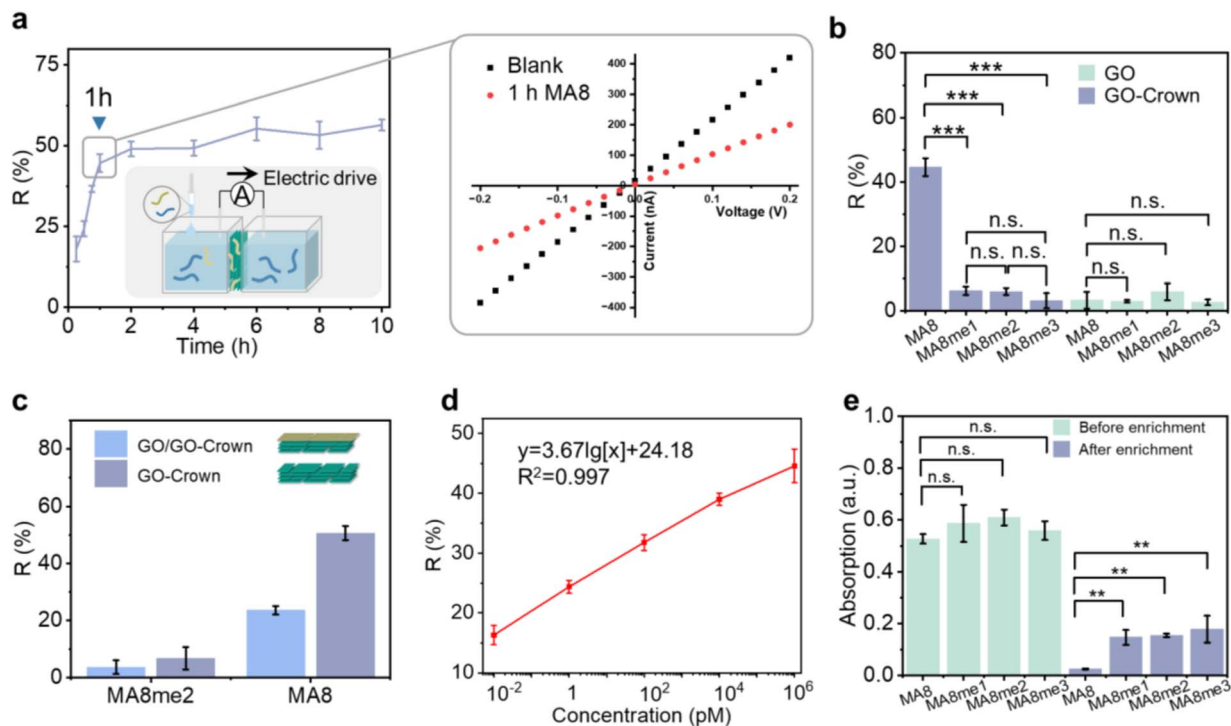 a
75
50
25
0
R (%)
1h
Electric drive
A
0
2
4
6
8
10
Time (h)
Blank
1 h MA8
400
300
200
100
0
−100
−200
−300
−400
−0.2
−0.1
0.0
0.1
0.2
Voltage (V)
Current (nA)
b
80
60
40
20
0
R (%)
GO
GO-Crown
***
***
***
n.s.
n.s.
n.s.
n.s.
n.s.
n.s.
MA8
MA8me1
MA8me2
MA8me3
MA8
MA8me1
MA8me2
MA8me3
c
80
60
40
20
0
R (%)
GO/GO-Crown
GO-Crown
MA8me2
MA8
d
50
40
30
20
10
R (%)
y=3.67lg[x]+24.18
R²=0.997
10⁻²
1
10²
10⁴
10⁶
Concentration (pM)
e
1.0
0.8
0.6
0.4
0.2
0.0
Absorption (a.u.)
Before enrichment
After enrichment
n.s.
n.s.
n.s.
**
**
**
MA8
MA8me1
MA8me2
MA8me3
MA8
MA8me1
MA8me2
MA8me3